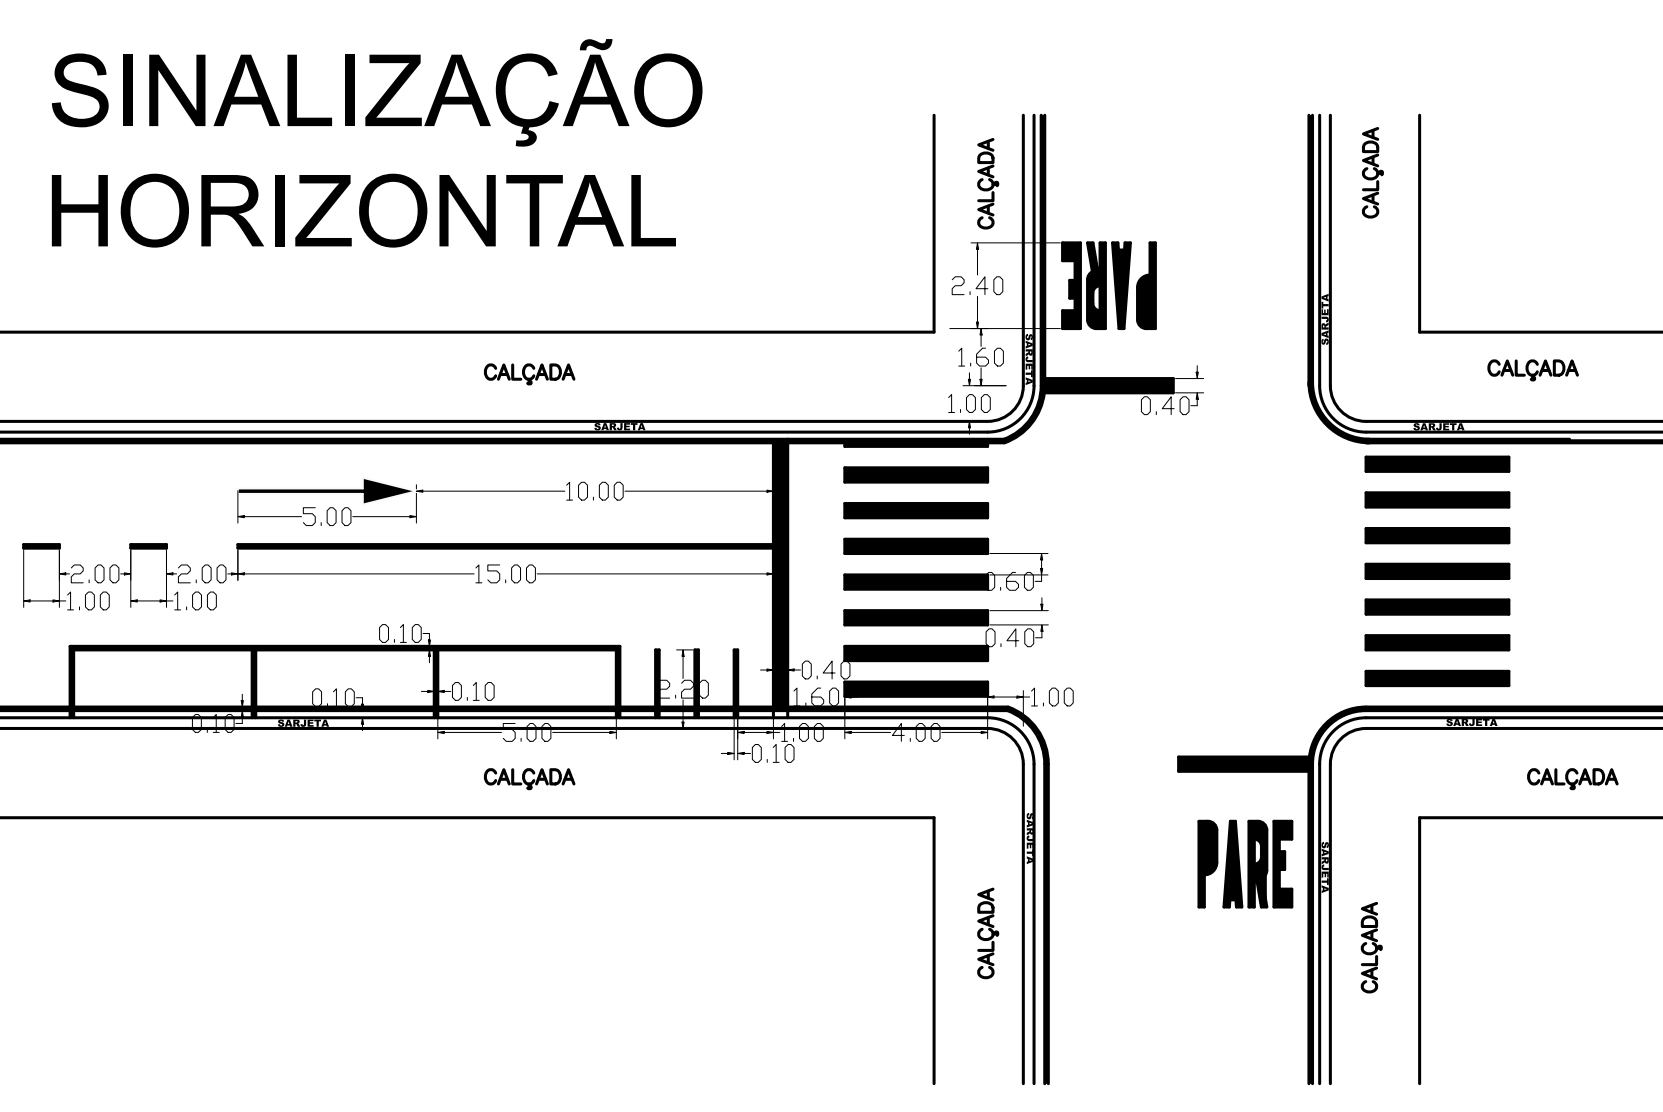 SINALIZAÇÃO
HORIZONTAL
CALÇADA
CALÇADA
2.40
PARE
SARJETA
SARJETA
1.60
CALÇADA
CALÇADA
1.00
0.40
SARJETA
SARJETA
10.00
5.00
2.00
2.00
15.00
1.00
1.00
0.60
0.10
0.40
0.40
0.10
0.10
2.20
1.60
1.00
0.10
SARJETA
5.00
1.00
4.00
SARJETA
0.10
CALÇADA
CALÇADA
SARJETA
PARE
SARJETA
CALÇADA
CALÇADA